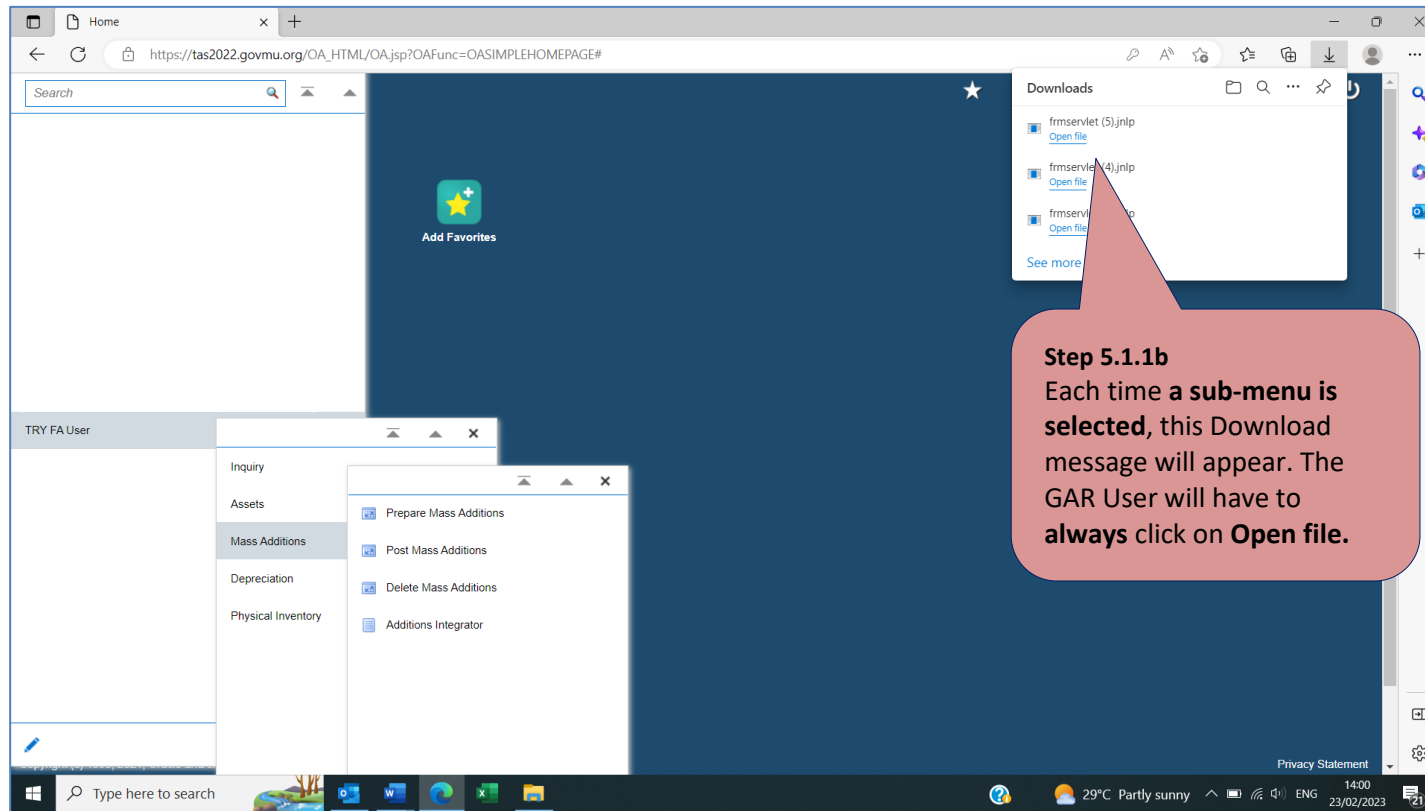 Home
https://tas2022.govmu.org/OA_HTML/OA.jsp?OAFunc=OASIMPLEHOMEPAGE#
Search
Downloads
frmservlet (5).jnlp
Open file
frmservlet (4).jnlp
Open file
Open file
See more
Add Favorites
Step 5.1.1b
Each time a sub-menu is
selected, this Download
message will appear. The
GAR User will have to
always click on Open file.
TRY FA User
Inquiry
Assets
Mass Additions
Depreciation
Physical Inventory
Prepare Mass Additions
Post Mass Additions
Delete Mass Additions
Additions Integrator
Privacy Statement
Type here to search
29°C Partly sunny
ENG
14:00
23/02/2023